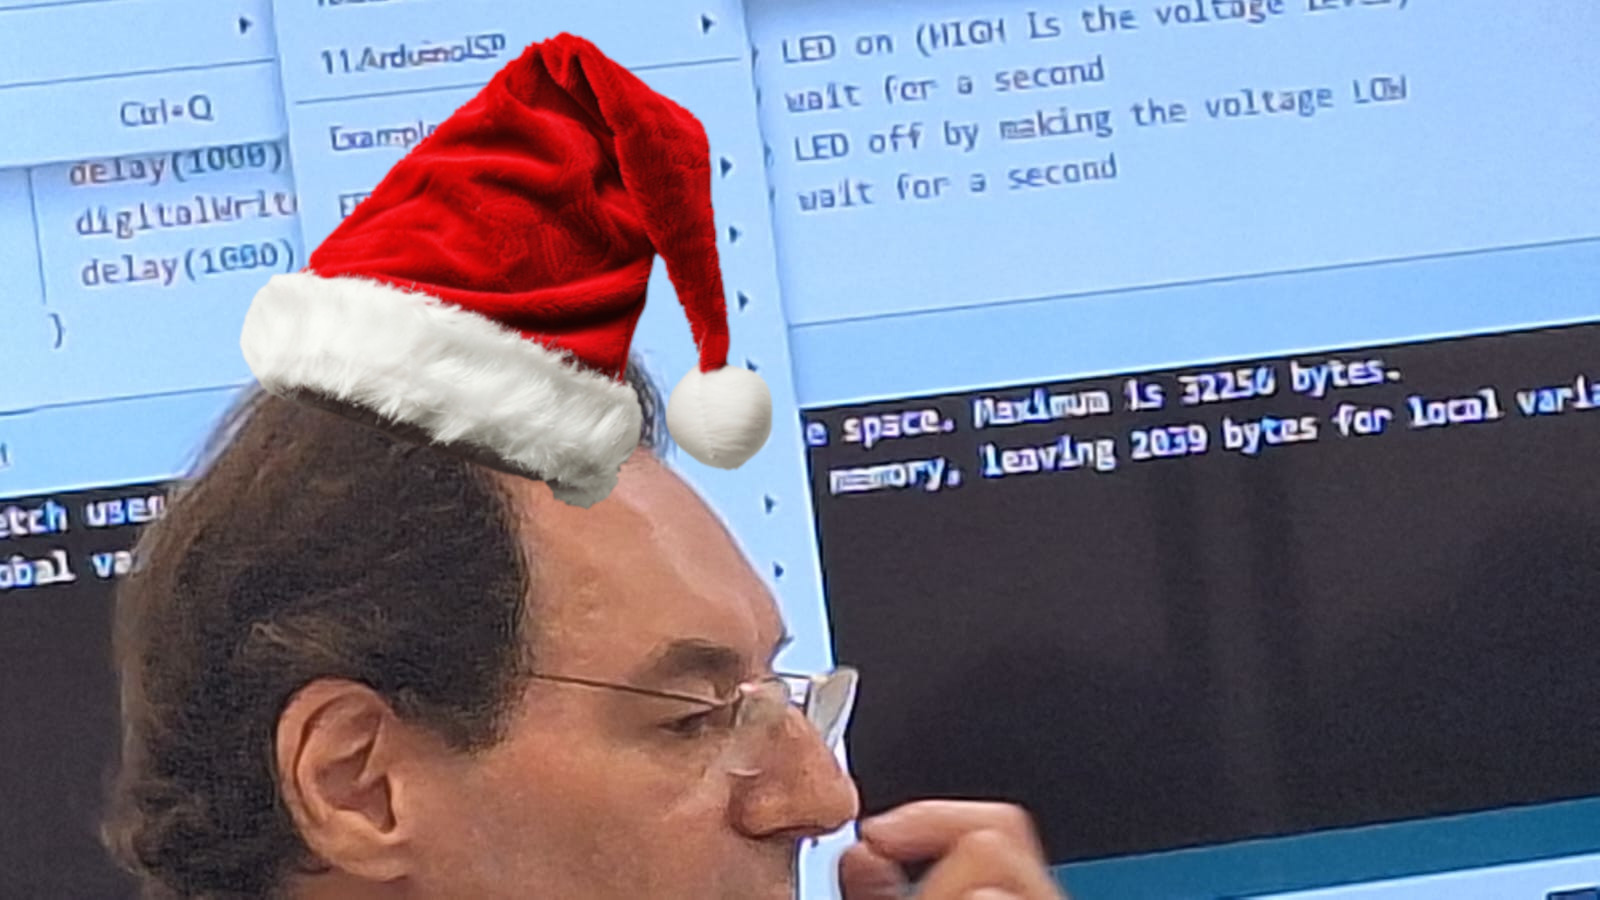 11.ArduinoISP
Ctrl+Q
delay(1000)
digitalWrit
delay(1000)
}
LED on (HIGH is the voltage level)
wait for a second
LED off by making the voltage LOW
wait for a second
e space. Maximum is 32256 bytes.
memory, leaving 2039 bytes for local varia
etch uses
obal va